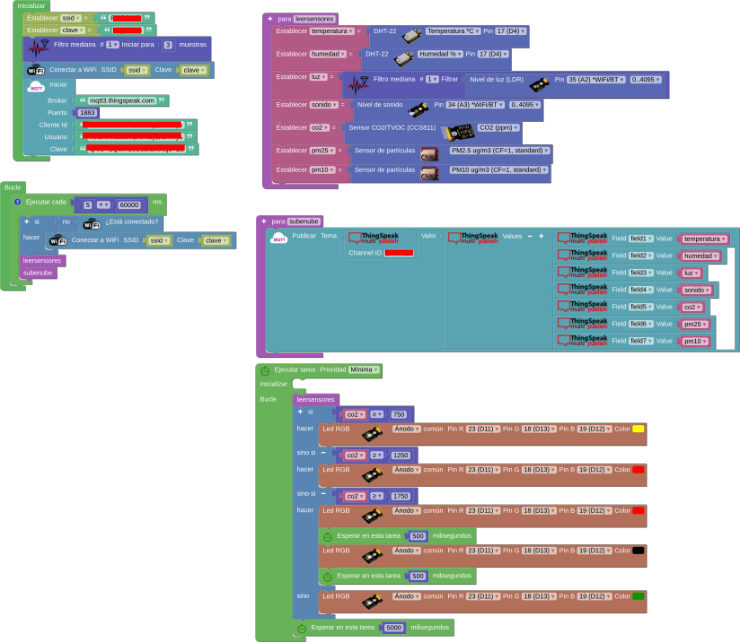 Inicializar
Establecer ssid = “ ”
Establecer clave = “ ”
Filtro mediana # 1 Iniciar para 3 muestras
WiFi Conectar a WiFi SSID ssid Clave clave
MQTT Iniciar
Broker “ mqtt3.thingspeak.com ”
Puerto 1883
Cliente Id “ ”
Usuario “ ”
Clave “ ”
Bucle
Ejecutar cada 5 × 60000 ms
+ si no WiFi ¿Está conectado?
hacer WiFi Conectar a WiFi SSID ssid Clave clave
leersensores
subenube
+ para leersensores
Establecer temperatura = DHT-22 Temperatura ºC Pin 17 (D4)
Establecer humedad = DHT-22 Humedad % Pin 17 (D4)
Establecer luz = Filtro mediana # 1 Filtrar Nivel de luz (LDR) Pin 35 (A3) *WiFi/BT 0..4095
Establecer sonido = Nivel de sonido Pin 34 (A2) *WiFi/BT 0..4095
Establecer co2 = Sensor CO2/TVOC (CCS811) CO2 (ppm)
Establecer pm25 = Sensor de partículas PM2.5 ug/m3 (CF=1, standard)
Establecer pm10 = Sensor de partículas PM10 ug/m3 (CF=1, standard)
+ para subenube
MQTT Publicar Tema ThingSpeak multi publish Valor ThingSpeak multi publish Values − +
Channel ID
ThingSpeak multi publish Field field1 Value temperatura
ThingSpeak multi publish Field field2 Value humedad
ThingSpeak multi publish Field field3 Value luz
ThingSpeak multi publish Field field4 Value sonido
ThingSpeak multi publish Field field5 Value co2
ThingSpeak multi publish Field field6 Value pm25
ThingSpeak multi publish Field field7 Value pm10
Ejecutar tarea Prioridad Mínima
Inicializar
Bucle leersensores
+ si co2 ≥ 750
hacer Led RGB Ánodo común Pin R 23 (D11) Pin G 18 (D13) Pin B 19 (D12) Color
sino si − co2 ≥ 1250
hacer Led RGB Ánodo común Pin R 23 (D11) Pin G 18 (D13) Pin B 19 (D12) Color
sino si − co2 ≥ 1750
hacer Led RGB Ánodo común Pin R 23 (D11) Pin G 18 (D13) Pin B 19 (D12) Color
Esperar en esta tarea 500 milisegundos
Led RGB Ánodo común Pin R 23 (D11) Pin G 18 (D13) Pin B 19 (D12) Color
Esperar en esta tarea 500 milisegundos
sino Led RGB Ánodo común Pin R 23 (D11) Pin G 18 (D13) Pin B 19 (D12) Color
Esperar en esta tarea 5000 milisegundos